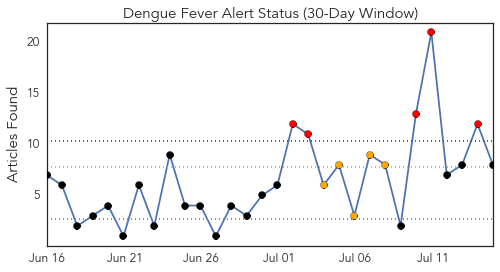 Dengue Fever Alert Status (30-Day Window)
Articles Found
20
15
10
5
Jun 16 Jun 21 Jun 26 Jul 01 Jul 06 Jul 11